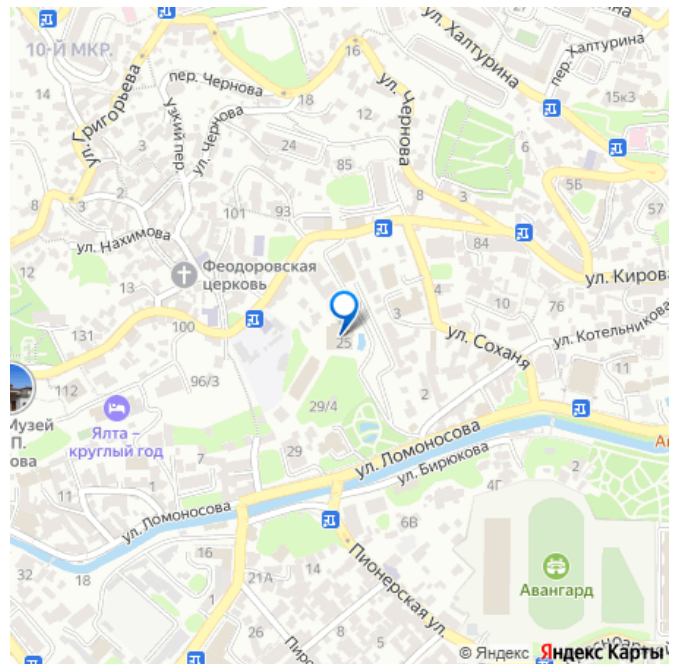 ул. Халтурина
пер. Халтурина
10-Й МКР.
16
15к3
14
пер. Чернова
ул. Григорьева
узкий пер.
18
ул. Чернова
12
ул. Чернова
24
6
85
8
3
2
3
5Б
8
57
101
93
ул. Нахимова
84
Феодоровская
церковь
ул. Кирова
13
12
10
76
3
131
100
25
4
ул. Соханя
ул. Котельникова
112
96/3
2
29/4
Музей
П.
ова
Ялта –
круглый год
7
29
ул. Ломоносова
ул. Бирюкова
11
4Г
2
ул. Ломоносова
11
6В
16
32
18
21А
14
Пионерская ул.
Авангард
26
8
5
© Яндекс
Яндекс Карты